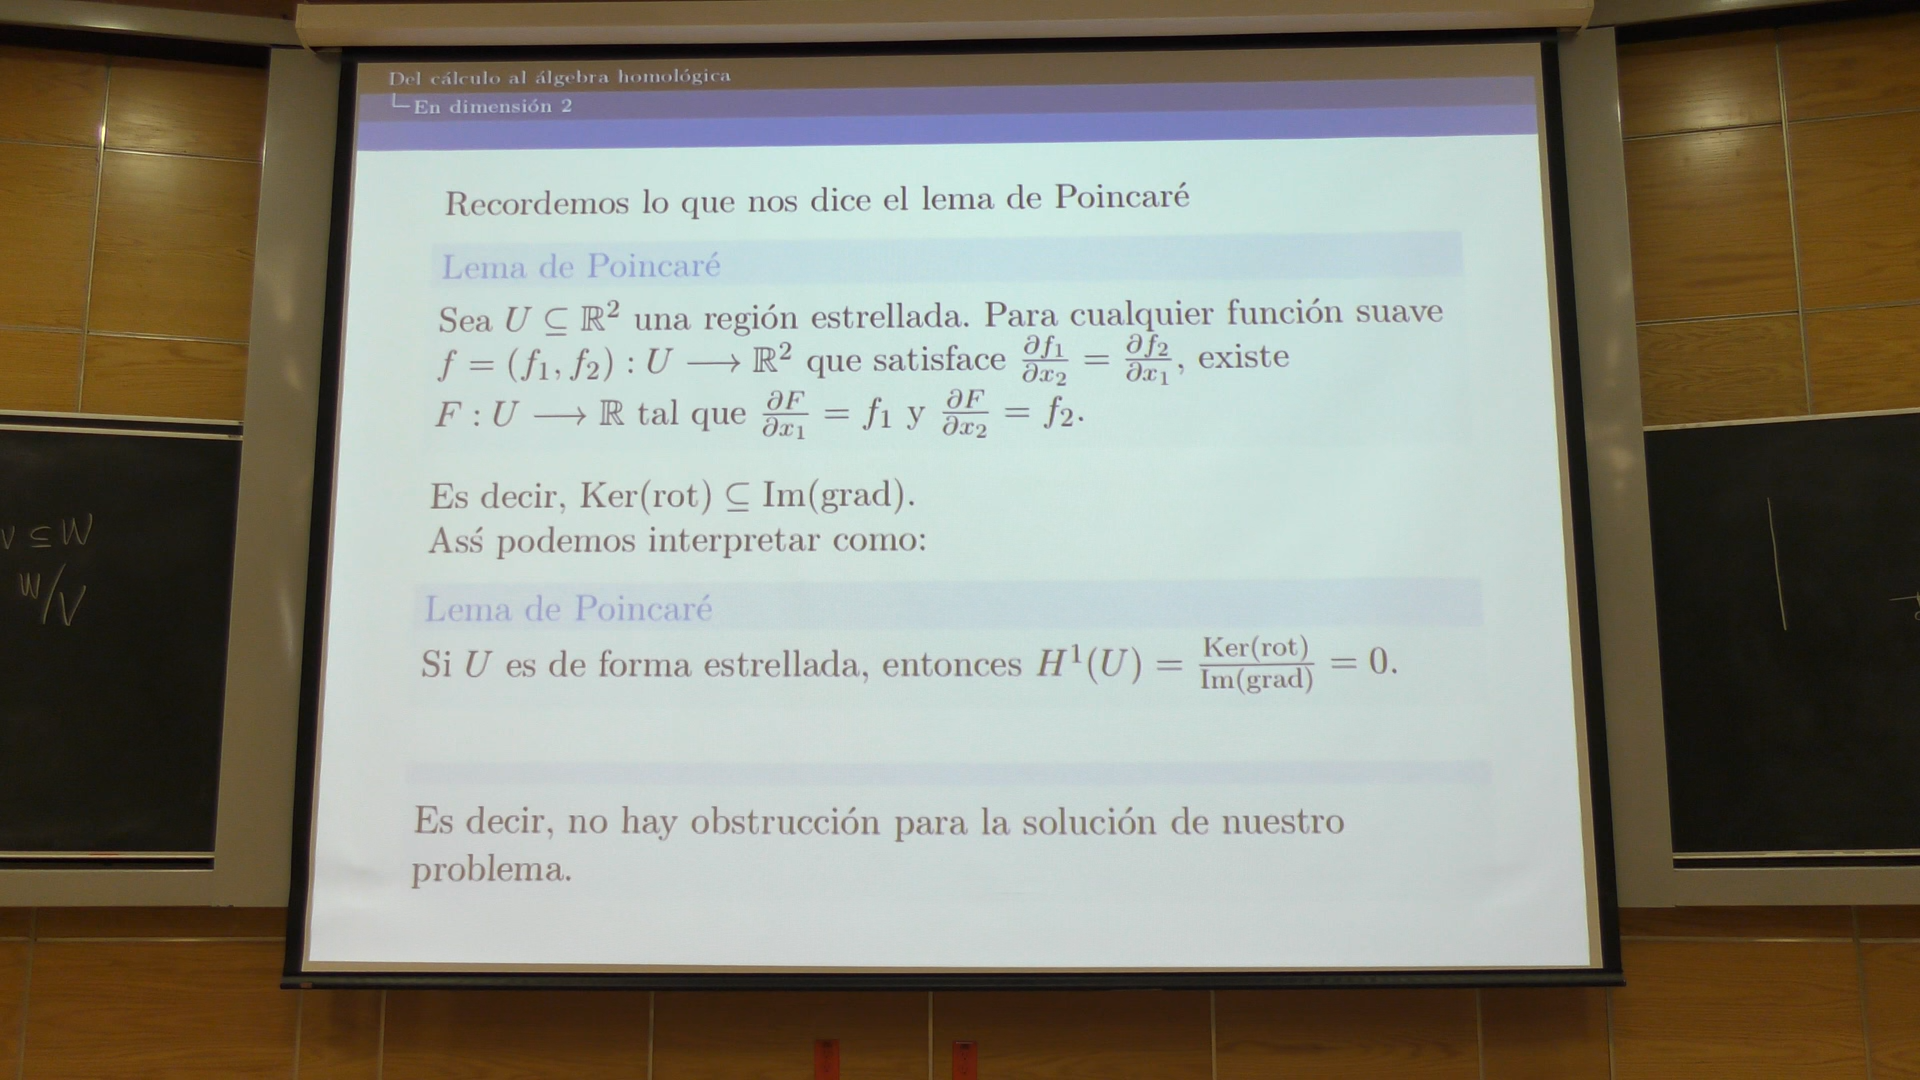 Del cálculo al álgebra homológica
En dimensión 2
Recordemos lo que nos dice el lema de Poincaré
Lema de Poincaré
Sea U ⊆ ℝ² una región estrellada. Para cualquier función suave
f = (f₁, f₂) : U ⟶ ℝ² que satisface ∂f₁/∂x₂ = ∂f₂/∂x₁, existe
F : U ⟶ ℝ tal que ∂F/∂x₁ = f₁ y ∂F/∂x₂ = f₂.
Es decir, Ker(rot) ⊆ Im(grad).
Asś podemos interpretar como:
Lema de Poincaré
Si U es de forma estrellada, entonces H¹(U) = Ker(rot)/Im(grad) = 0.
Es decir, no hay obstrucción para la solución de nuestro
problema.
V ⊆ W
W/V